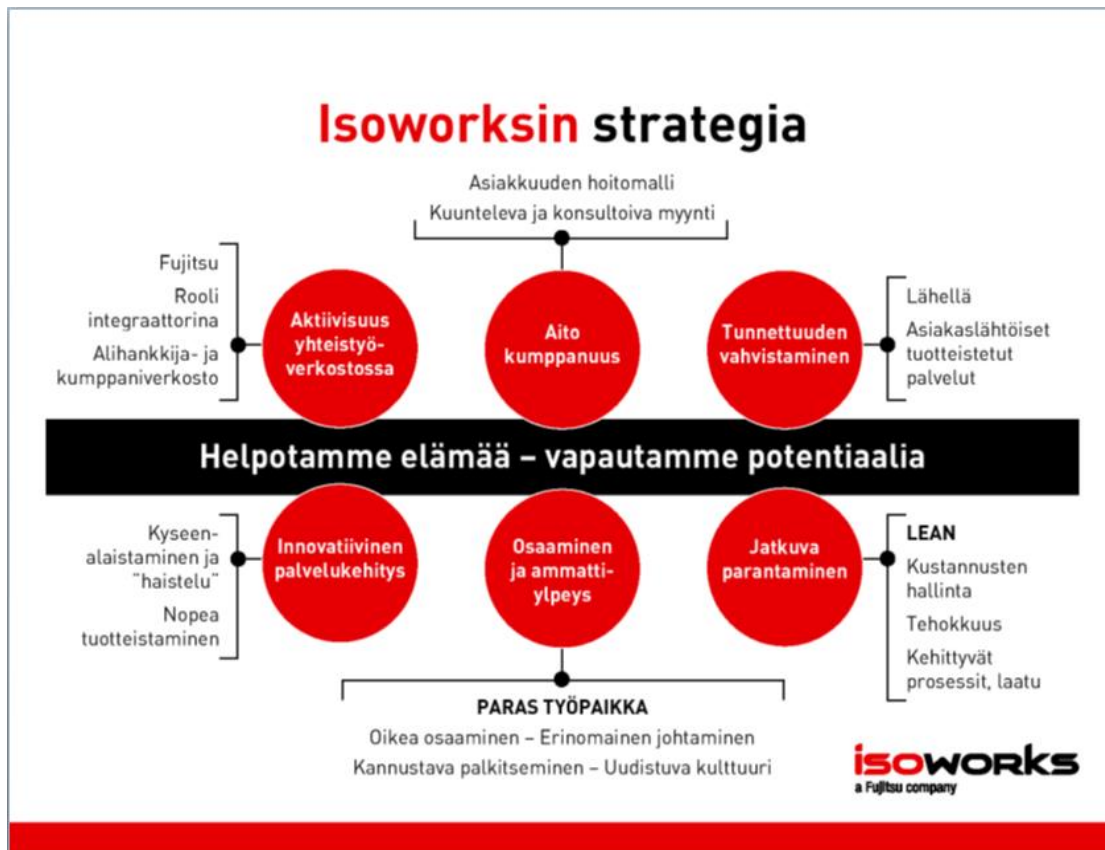 Isoworksin strategia
Asiakkuuden hoitomalli
Kuunteleva ja konsultoiva myynti
Fujitsu
Rooli
integraattorina
Alihankkija- ja
kumppaniverkosto
Aktiivisuus
yhteistyö-
verkostossa
Aito
kumppanuus
Tunnettuuden
vahvistaminen
Lähellä
Asiakaslähtöiset
tuotteistetut
palvelut
Helpotamme elämää – vapautamme potentiaalia
Kyseen-
alaistaminen ja
"haistelu"
Nopea
tuotteistaminen
Innovatiivinen
palvelukehitys
Osaaminen
ja ammatti-
ylpeys
Jatkuva
parantaminen
LEAN
Kustannusten
hallinta
Tehokkuus
Kehittyvät
prosessit, laatu
PARAS TYÖPAIKKA
Oikea osaaminen – Erinomainen johtaminen
Kannustava palkitseminen – Uudistuva kulttuuri
isoworks
a Fujitsu company